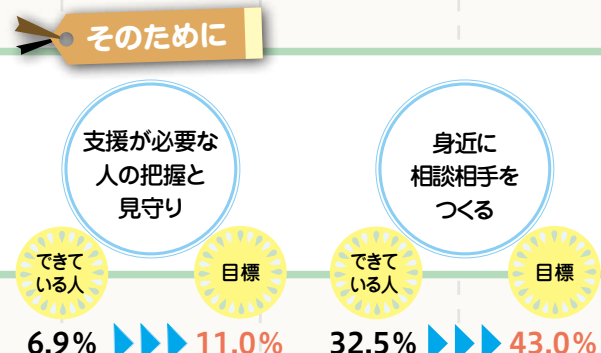 そのために
支援が必要な
人の把握と
見守り
できて
いる人
目標
6.9%
11.0%
身近に
相談相手を
つくる
できて
いる人
目標
32.5%
43.0%